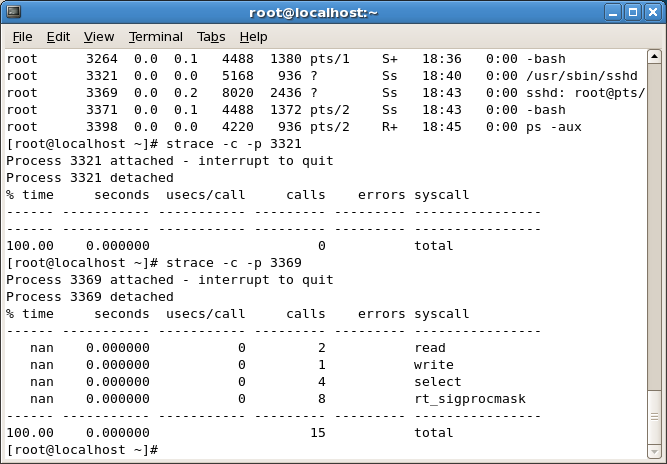 root@localhost:~
File Edit View Terminal Tabs Help
root      3264  0.0  0.1   4488  1380 pts/1    S+   18:36   0:00 -bash
root      3321  0.0  0.0   5168   936 ?        Ss   18:40   0:00 /usr/sbin/sshd
root      3369  0.0  0.2   8020  2436 ?        Ss   18:43   0:00 sshd: root@pts/
root      3371  0.0  0.1   4488  1372 pts/2    Ss   18:43   0:00 -bash
root      3398  0.0  0.0   4220   936 pts/2    R+   18:45   0:00 ps -aux
[root@localhost ~]# strace -c -p 3321
Process 3321 attached - interrupt to quit
Process 3321 detached
% time     seconds  usecs/call     calls    errors syscall
------ ----------- ----------- --------- --------- ----------------
------ ----------- ----------- --------- --------- ----------------
100.00    0.000000                     0           total
[root@localhost ~]# strace -c -p 3369
Process 3369 attached - interrupt to quit
Process 3369 detached
% time     seconds  usecs/call     calls    errors syscall
------ ----------- ----------- --------- --------- ----------------
   nan    0.000000           0         2           read
   nan    0.000000           0         1           write
   nan    0.000000           0         4           select
   nan    0.000000           0         8           rt_sigprocmask
------ ----------- ----------- --------- --------- ----------------
100.00    0.000000                    15           total
[root@localhost ~]#